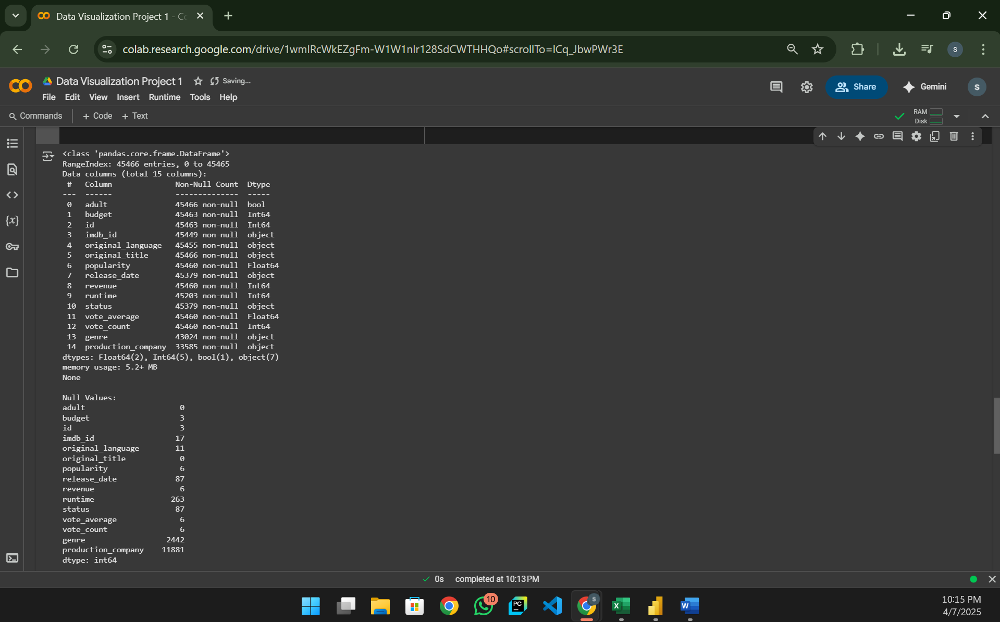 Data Visualization Project 1 - Co
colab.research.google.com/drive/1wmIRcWkEZgFm-W1W1nIr128SdCWTHHQo#scrollTo=lCq_JbwPWr3E
S
Data Visualization Project 1
Saving...
File Edit View Insert Runtime Tools Help
Share
Gemini
S
Commands + Code + Text
RAM
Disk
<class 'pandas.core.frame.DataFrame'>
RangeIndex: 45466 entries, 0 to 45465
Data columns (total 15 columns):
# Column Non-Null Count Dtype
--- ------ -------------- -----
0 adult 45466 non-null bool
1 budget 45463 non-null Int64
2 id 45463 non-null Int64
3 imdb_id 45449 non-null object
4 original_language 45455 non-null object
5 original_title 45466 non-null object
6 popularity 45460 non-null Float64
7 release_date 45379 non-null object
8 revenue 45460 non-null Int64
9 runtime 45203 non-null Int64
10 status 45379 non-null object
11 vote_average 45460 non-null Float64
12 vote_count 45460 non-null Int64
13 genre 43024 non-null object
14 production_company 33585 non-null object
dtypes: Float64(2), Int64(5), bool(1), object(7)
memory usage: 5.2+ MB
None
Null Values:
adult 0
budget 3
id 3
imdb_id 17
original_language 11
original_title 0
popularity 6
release_date 87
revenue 6
runtime 263
status 87
vote_average 6
vote_count 6
genre 2442
production_company 11881
dtype: int64
0s completed at 10:13 PM
10
PC
S
X
W
10:15 PM
4/7/2025